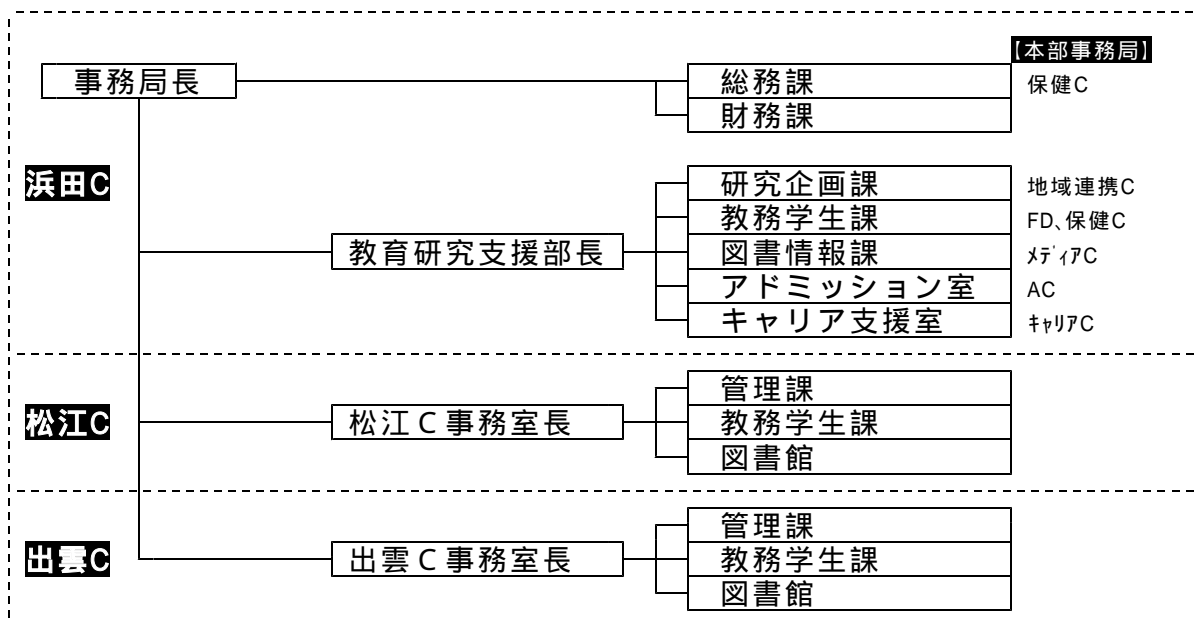 【本部事務局】
事務局長
総務課
保健C
財務課
浜田C
研究企画課
地域連携C
教務学生課
FD、保健C
教育研究支援部長
図書情報課
ﾒﾃﾞｨｱC
アドミッション室
AC
キャリア支援室
ｷｬﾘｱC
管理課
松江C
松江C事務室長
教務学生課
図書館
管理課
出雲C
出雲C事務室長
教務学生課
図書館